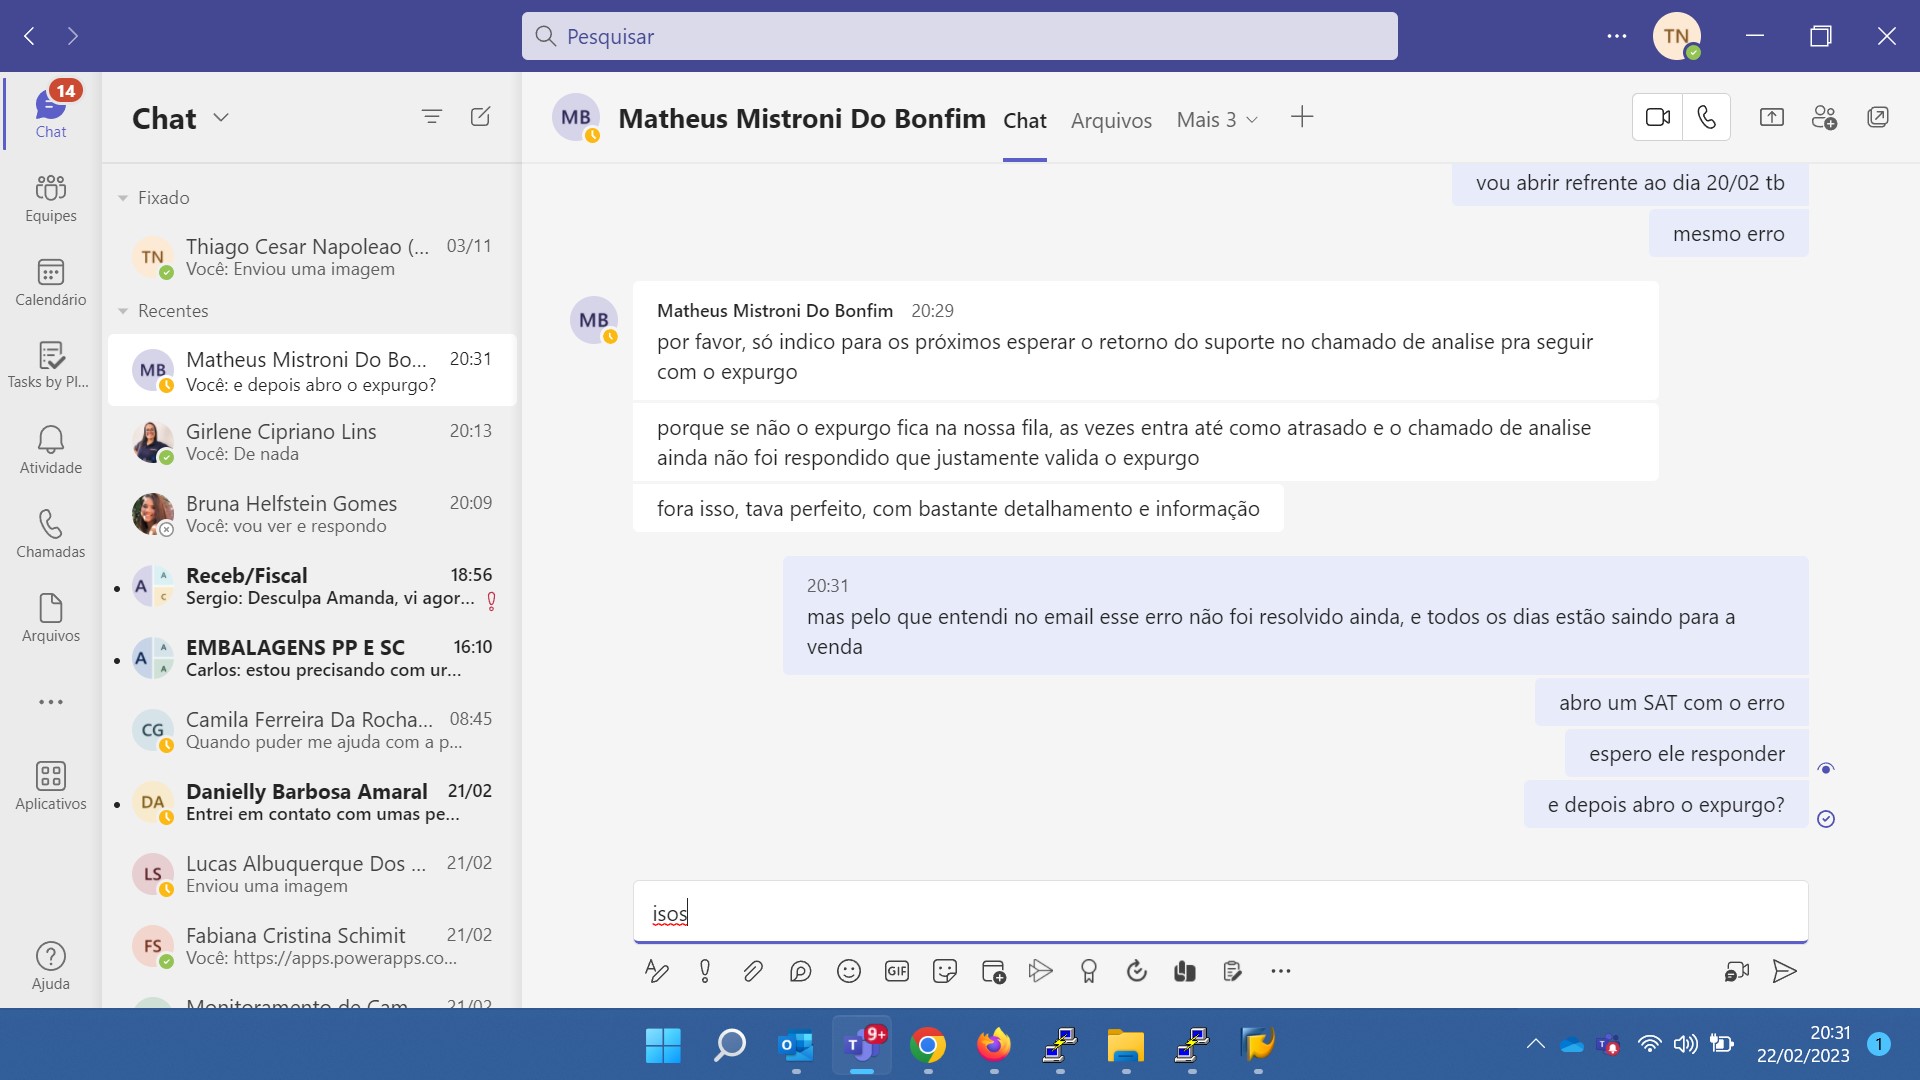 Pesquisar
TN
14
Chat
Equipes
Calendário
Tasks by Pl...
Atividade
Chamadas
Arquivos
Aplicativos
Ajuda
Chat
Fixado
TN
Thiago Cesar Napoleao (... 03/11
Você: Enviou uma imagem
Recentes
MB
Matheus Mistroni Do Bo... 20:31
Você: e depois abro o expurgo?
Girlene Cipriano Lins 20:13
Você: De nada
Bruna Helfstein Gomes 20:09
Você: vou ver e respondo
A A C
Receb/Fiscal 18:56
Sergio: Desculpa Amanda, vi agor...
A A A
EMBALAGENS PP E SC 16:10
Carlos: estou precisando com ur...
CG
Camila Ferreira Da Rocha... 08:45
Quando puder me ajuda com a p...
DA
Danielly Barbosa Amaral 21/02
Entrei em contato com umas pe...
LS
Lucas Albuquerque Dos ... 21/02
Enviou uma imagem
FS
Fabiana Cristina Schimit 21/02
Você: https://apps.powerapps.co...
Monitoramento de Cam 21/02
MB
Matheus Mistroni Do Bonfim Chat Arquivos Mais 3
vou abrir refrente ao dia 20/02 tb
mesmo erro
MB
Matheus Mistroni Do Bonfim 20:29
por favor, só indico para os próximos esperar o retorno do suporte no chamado de analise pra seguir
com o expurgo
porque se não o expurgo fica na nossa fila, as vezes entra até como atrasado e o chamado de analise
ainda não foi respondido que justamente valida o expurgo
fora isso, tava perfeito, com bastante detalhamento e informação
20:31
mas pelo que entendi no email esse erro não foi resolvido ainda, e todos os dias estão saindo para a
venda
abro um SAT com o erro
espero ele responder
e depois abro o expurgo?
isos
GIF
9+
20:31
22/02/2023
1